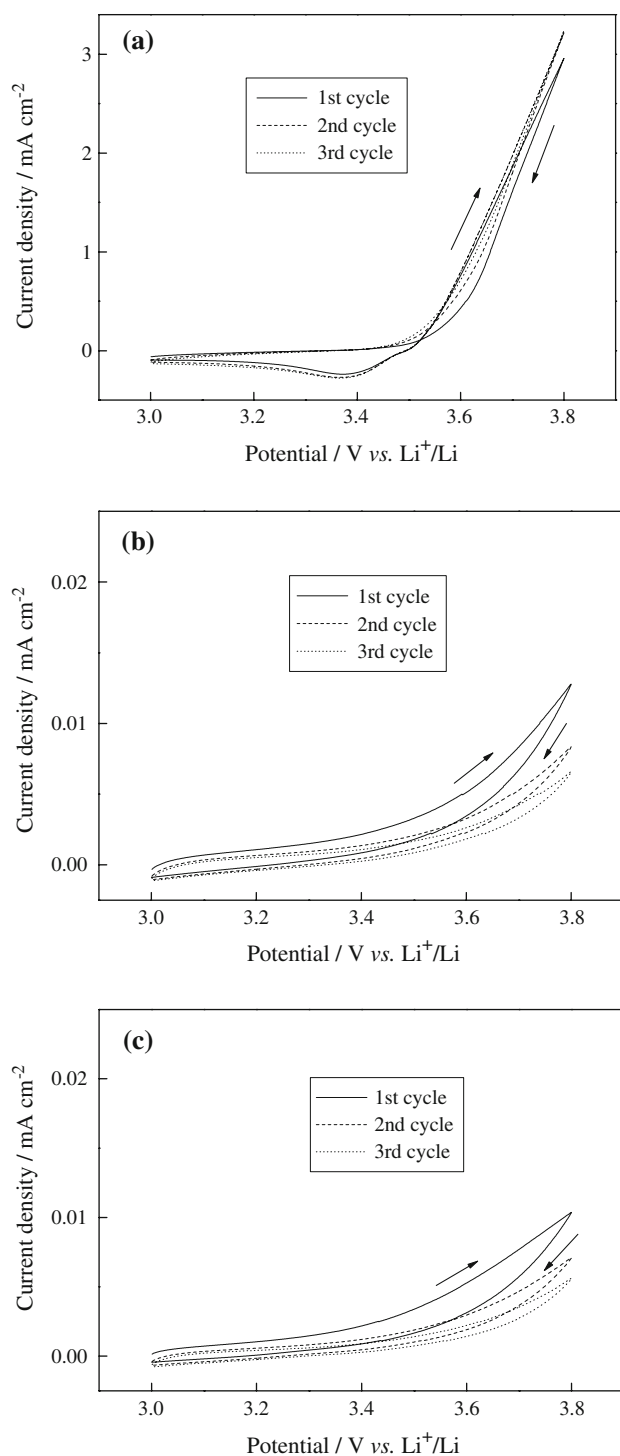 (a)
1st cycle
2nd cycle
3rd cycle
3
2
1
0
Current density / mA cm-2
3.0 3.2 3.4 3.6 3.8
Potential / V vs. Li+/Li
(b)
1st cycle
2nd cycle
3rd cycle
0.02
0.01
0.00
Current density / mA cm-2
3.0 3.2 3.4 3.6 3.8
Potential / V vs. Li+/Li
(c)
1st cycle
2nd cycle
3rd cycle
0.02
0.01
0.00
Current density / mA cm-2
3.0 3.2 3.4 3.6 3.8
Potential / V vs. Li+/Li